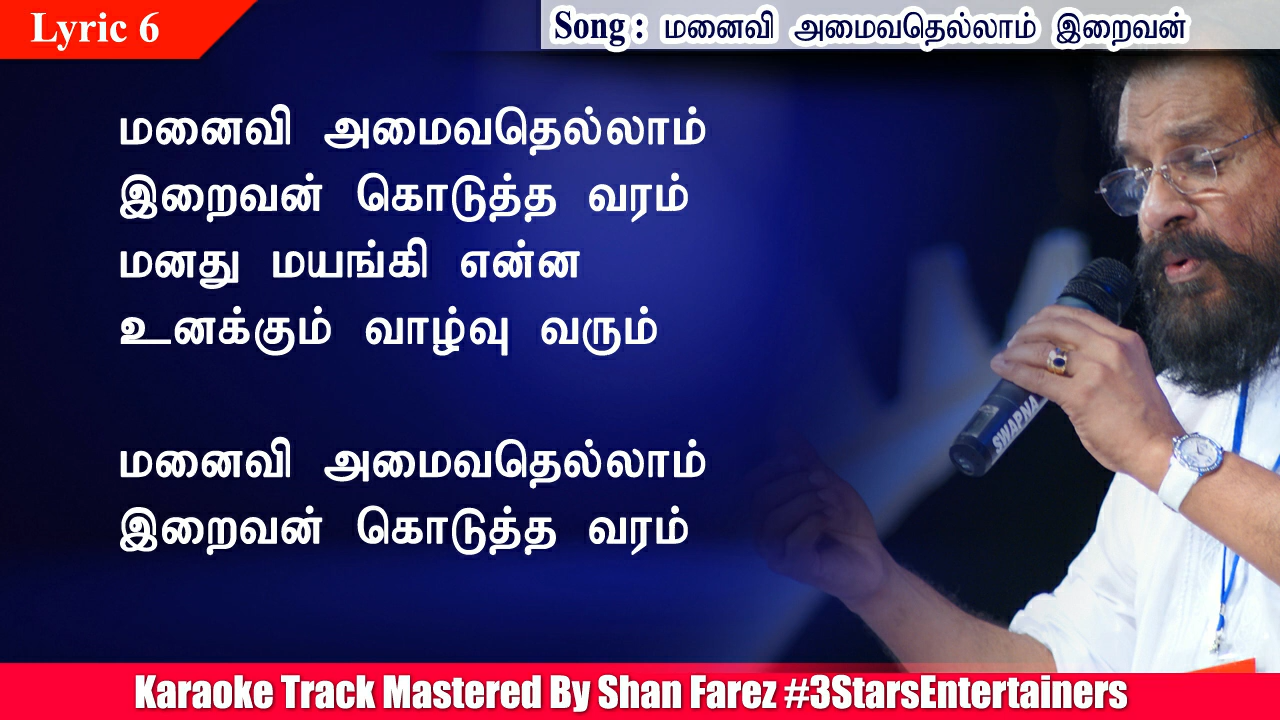 Lyric 6
Song : மனைவி அமைவதெல்லாம் இறைவன்
மனைவி அமைவதெல்லாம்
இறைவன் கொடுத்த வரம்
மனது மயங்கி என்ன
உனக்கும் வாழ்வு வரும்
மனைவி அமைவதெல்லாம்
இறைவன் கொடுத்த வரம்
SWAPNA
Karaoke Track Mastered By Shan Farez #3StarsEntertainers